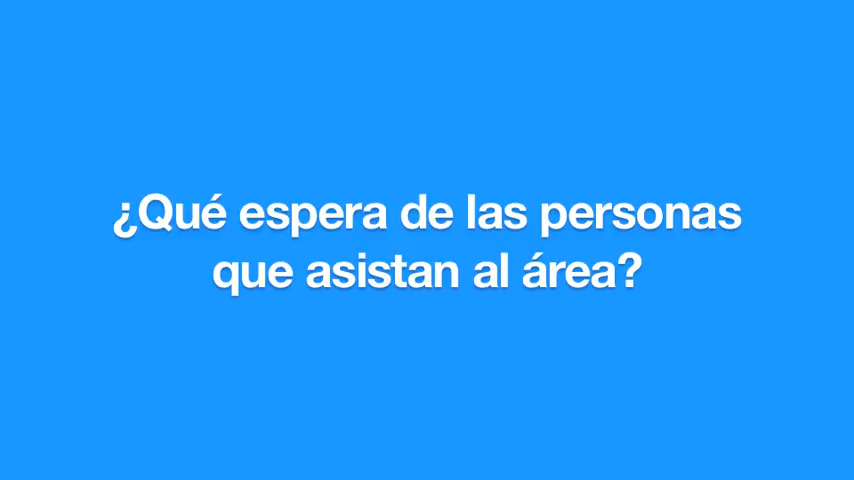 ¿Qué espera de las personas
que asistan al área?